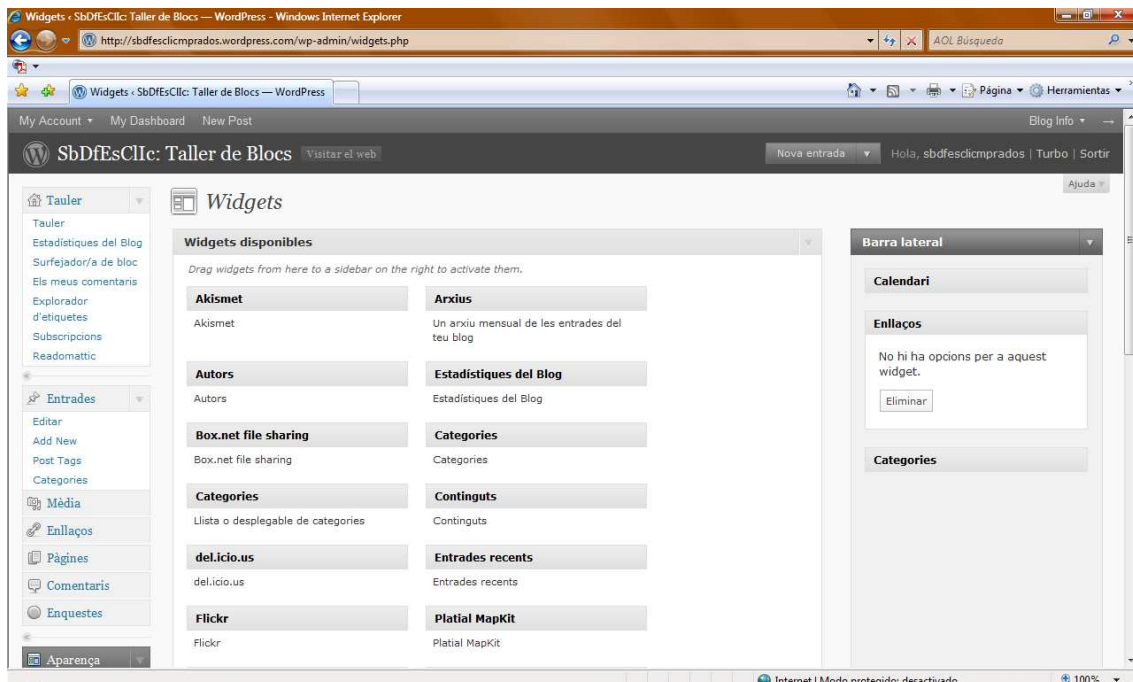 Widgets ‹ SbDfEsClIc: Taller de Blocs — WordPress - Windows Internet Explorer
http://sbdfesclicmprados.wordpress.com/wp-admin/widgets.php
AOL Búsqueda
Widgets ‹ SbDfEsClIc: Taller de Blocs — WordPress
Página
Herramientas
My Account
My Dashboard
New Post
Blog Info
SbDfEsClIc: Taller de Blocs
Visitar el web
Nova entrada
Hola, sbdfesclicmprados | Turbo | Sortir
Ajuda
Tauler
Tauler
Estadístiques del Blog
Surfejador/a de bloc
Els meus comentaris
Explorador
d'etiquetes
Subscripcions
Readomattic
Entrades
Editar
Add New
Post Tags
Categories
Mèdia
Enllaços
Pàgines
Comentaris
Enquestes
Aparença
Widgets
Widgets disponibles
Drag widgets from here to a sidebar on the right to activate them.
Akismet
Akismet
Arxius
Un arxiu mensual de les entrades del
teu blog
Autors
Autors
Estadístiques del Blog
Estadístiques del Blog
Box.net file sharing
Box.net file sharing
Categories
Categories
Categories
Llista o desplegable de categories
Continguts
Continguts
del.icio.us
del.icio.us
Entrades recents
Entrades recents
Flickr
Flickr
Platial MapKit
Platial MapKit
Barra lateral
Calendari
Enllaços
No hi ha opcions per a aquest
widget.
Eliminar
Categories
Internet | Modo protegido: desactivado
100%